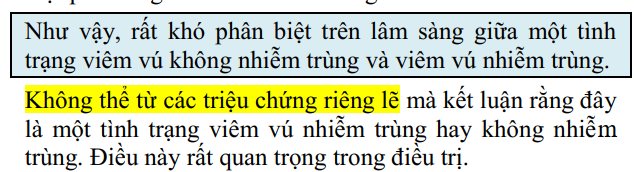 Như vậy, rất khó phân biệt trên lâm sàng giữa một tình
trạng viêm vú không nhiễm trùng và viêm vú nhiễm trùng.
Không thể từ các triệu chứng riêng lẽ mà kết luận rằng đây
là một tình trạng viêm vú nhiễm trùng hay không nhiễm
trùng. Điều này rất quan trọng trong điều trị.